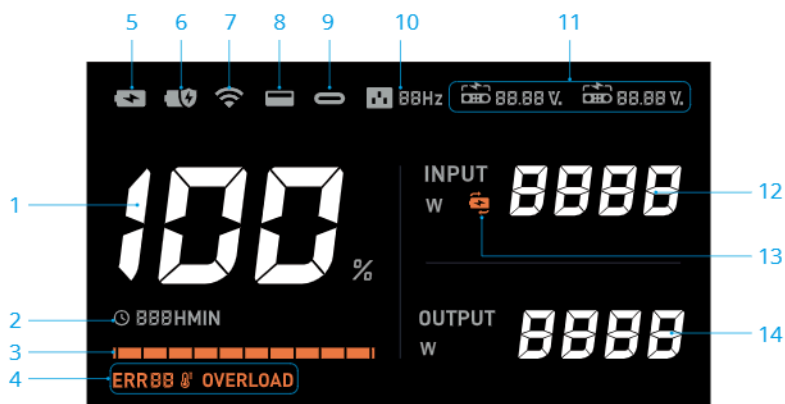 5 6 7 8 9 10 11
88Hz 88.88 V. 88.88 V.
1
100 %
INPUT
W
8888
12
13
2
888HMIN
3
4
ERR88 OVERLOAD
OUTPUT
W
8888
14